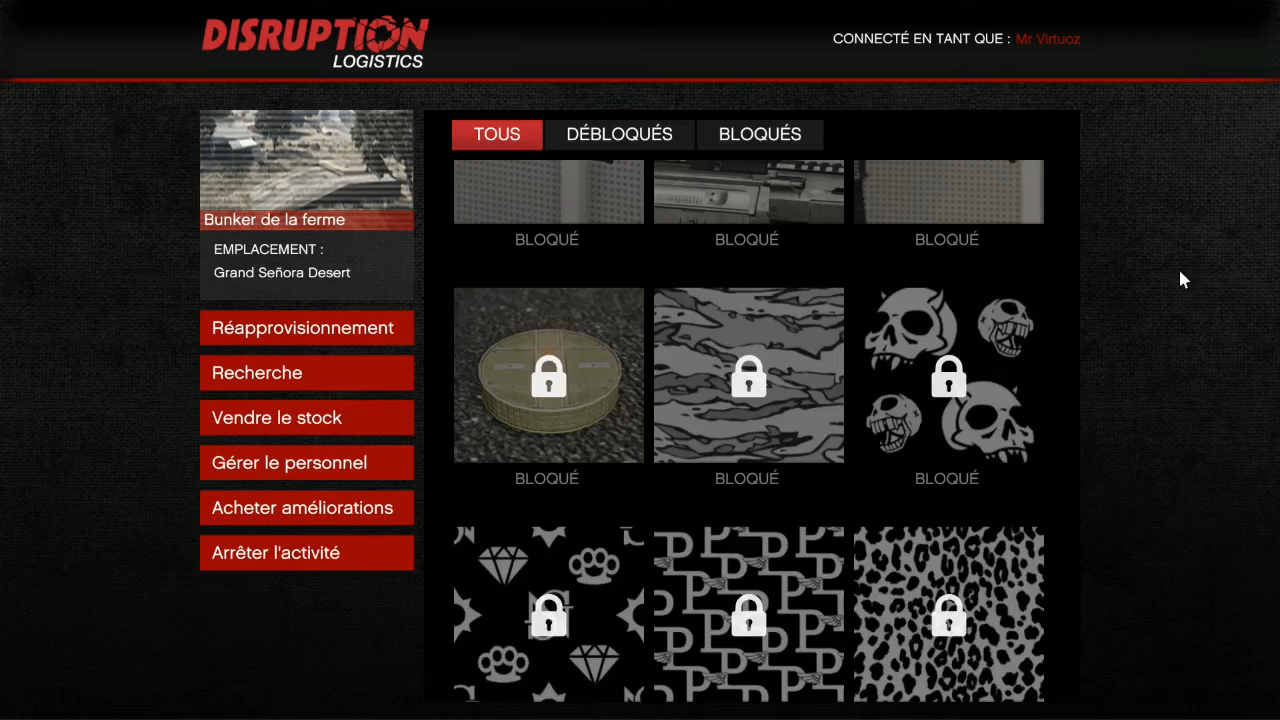 DISRUPTION
LOGISTICS
CONNECTÉ EN TANT QUE : Mr Virtuoz
Bunker de la ferme
EMPLACEMENT :
Grand Señora Desert
Réapprovisionnement
Recherche
Vendre le stock
Gérer le personnel
Acheter améliorations
Arrêter l'activité
TOUS DÉBLOQUÉS BLOQUÉS
BLOQUÉ BLOQUÉ BLOQUÉ
BLOQUÉ BLOQUÉ BLOQUÉ